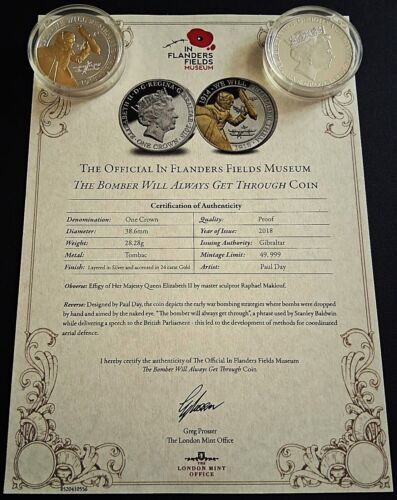 IN
FLANDERS
FIELDS
MUSEUM
ELIZABETH II · D · G · REGINA
ONE CROWN
1914 · WE WILL REMEMBER THEM
The Official In Flanders Fields Museum
The Bomber Will Always Get Through Coin
Certification of Authenticity
Denomination: One Crown Quality: Proof
Diameter: 38.6mm Year of Issue: 2018
Weight: 28.28g Issuing Authority: Gibraltar
Metal: Tombac Mintage Limit: 49,999
Finish: Layered in Silver and accented in 24 carat Gold Artist: Paul Day
Obverse: Effigy of Her Majesty, Queen Elizabeth II by master sculptor Raphael Maklouf.
Reverse: Designed by Paul Day, the coin depicts the early war bombing strategies where bombs were dropped
by hand and aimed by the naked eye. "The bomber will always get through", a phrase used by Stanley Baldwin
while delivering a speech to the British Parliament - this led to the development of methods for coordinated
aerial defence.
I hereby certify the authenticity of The Official In Flanders Fields Museum
The Bomber Will Always Get Through Coin
Greg Prosser
The London Mint Office
THE
LONDON MINT
OFFICE